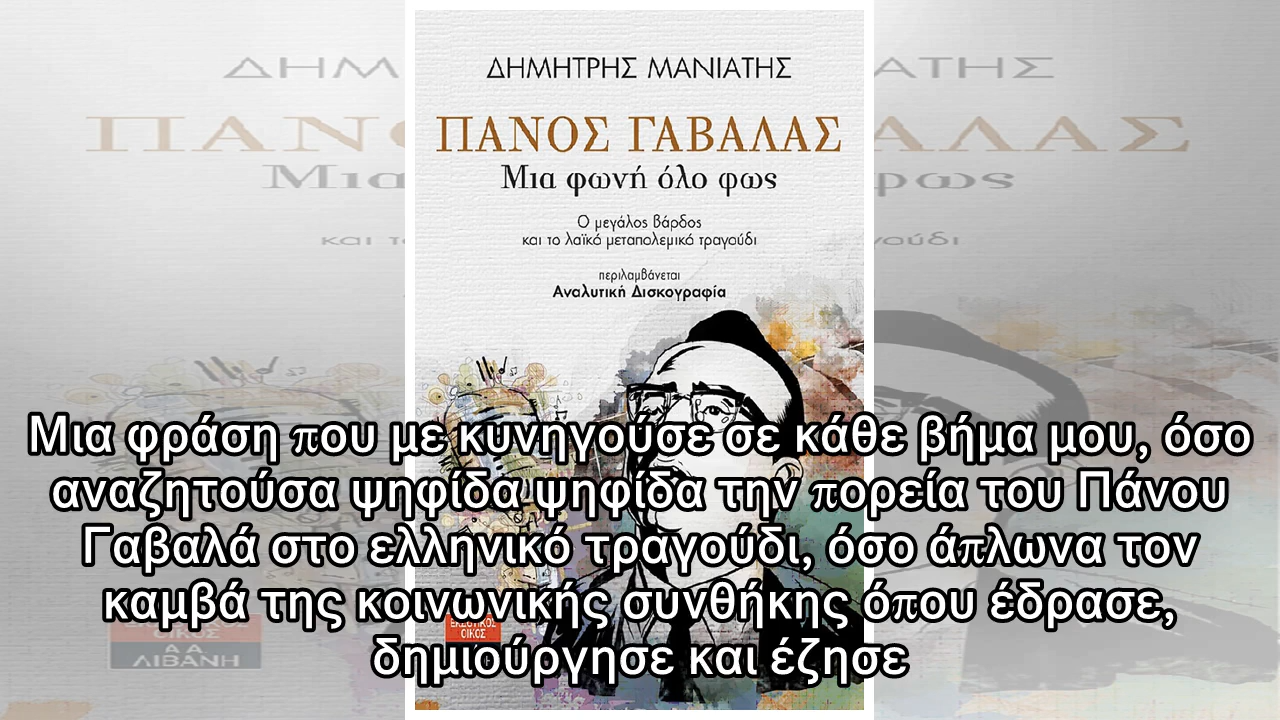 ΔΗΜΗΤΡΗΣ ΜΑΝΙΑΤΗΣ
ΠΑΝΟΣ ΓΑΒΑΛΑΣ
Μια φωνή όλο φως
Ο μεγάλος βάρδος
και το λαϊκό μεταπολεμικό τραγούδι
περιλαμβάνεται
Αναλυτική Δισκογραφία
Μια φράση που με κυνηγούσε σε κάθε βήμα μου, όσο
αναζητούσα ψηφίδα ψηφίδα την πορεία του Πάνου
Γαβαλά στο ελληνικό τραγούδι, όσο άπλωνα τον
καμβά της κοινωνικής συνθήκης όπου έδρασε,
δημιούργησε και έζησε
ΟΙΚΟΣ
Α Α
ΛΙΒΑΝΗ